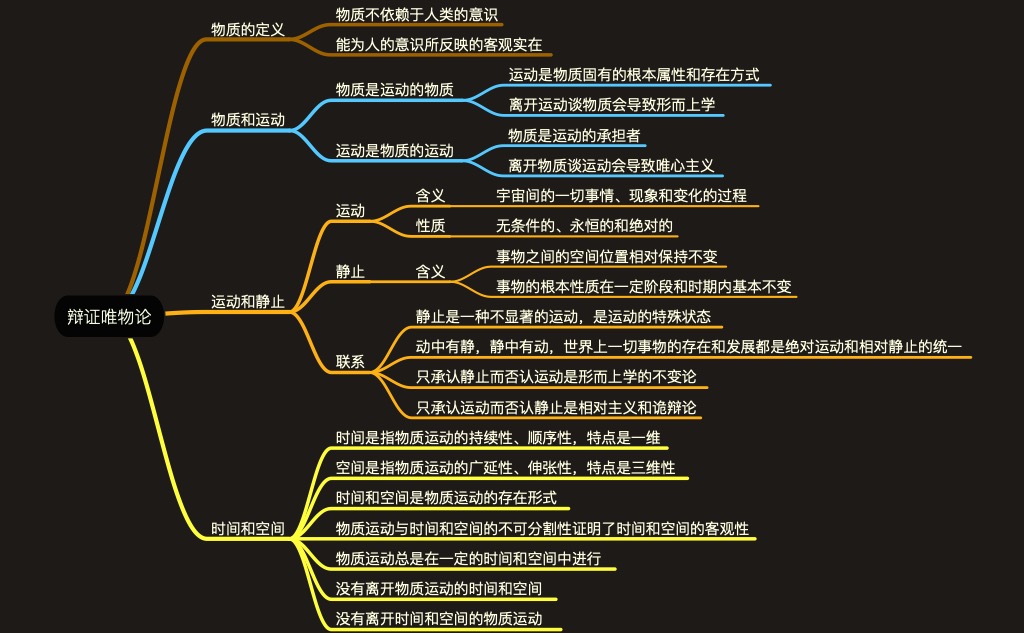 辩证唯物论
物质的定义
物质不依赖于人类的意识
能为人的意识所反映的客观实在
物质和运动
物质是运动的物质
运动是物质固有的根本属性和存在方式
离开运动谈物质会导致形而上学
运动是物质的运动
物质是运动的承担者
离开物质谈运动会导致唯心主义
运动和静止
运动
含义
宇宙间的一切事情、现象和变化的过程
性质
无条件的、永恒的和绝对的
静止
含义
事物之间的空间位置相对保持不变
事物的根本性质在一定阶段和时期内基本不变
联系
静止是一种不显著的运动，是运动的特殊状态
动中有静，静中有动，世界上一切事物的存在和发展都是绝对运动和相对静止的统一
只承认静止而否认运动是形而上学的不变论
只承认运动而否认静止是相对主义和诡辩论
时间和空间
时间是指物质运动的持续性、顺序性，特点是一维
空间是指物质运动的广延性、伸张性，特点是三维性
时间和空间是物质运动的存在形式
物质运动与时间和空间的不可分割性证明了时间和空间的客观性
物质运动总是在一定的时间和空间中进行
没有离开物质运动的时间和空间
没有离开时间和空间的物质运动